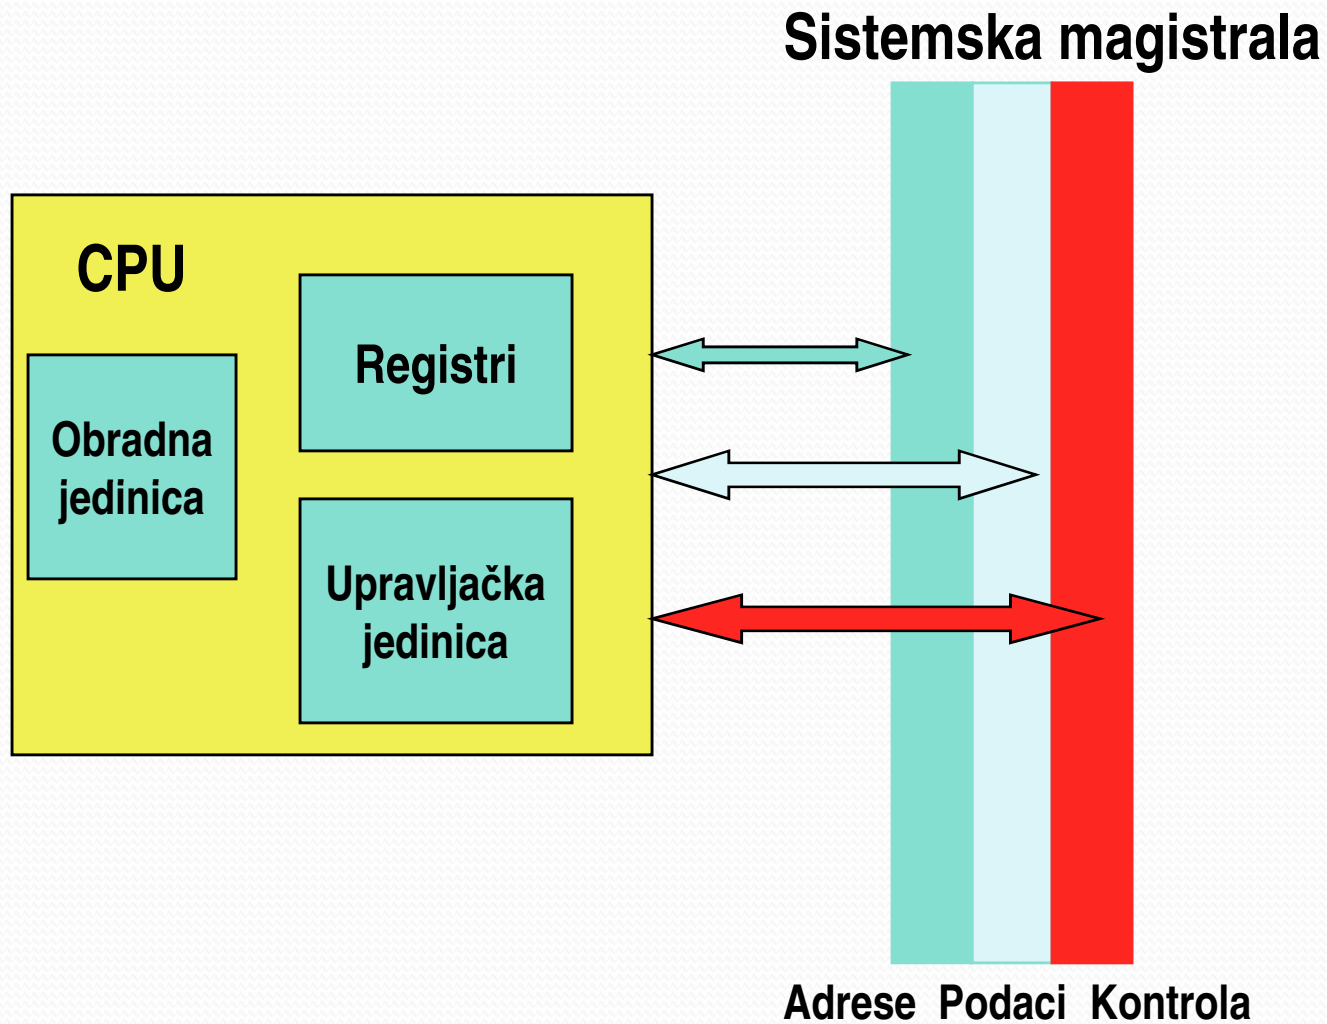 Sistemska magistrala
CPU
Registri
Obradna
jedinica
Upravljačka
jedinica
Adrese Podaci Kontrola